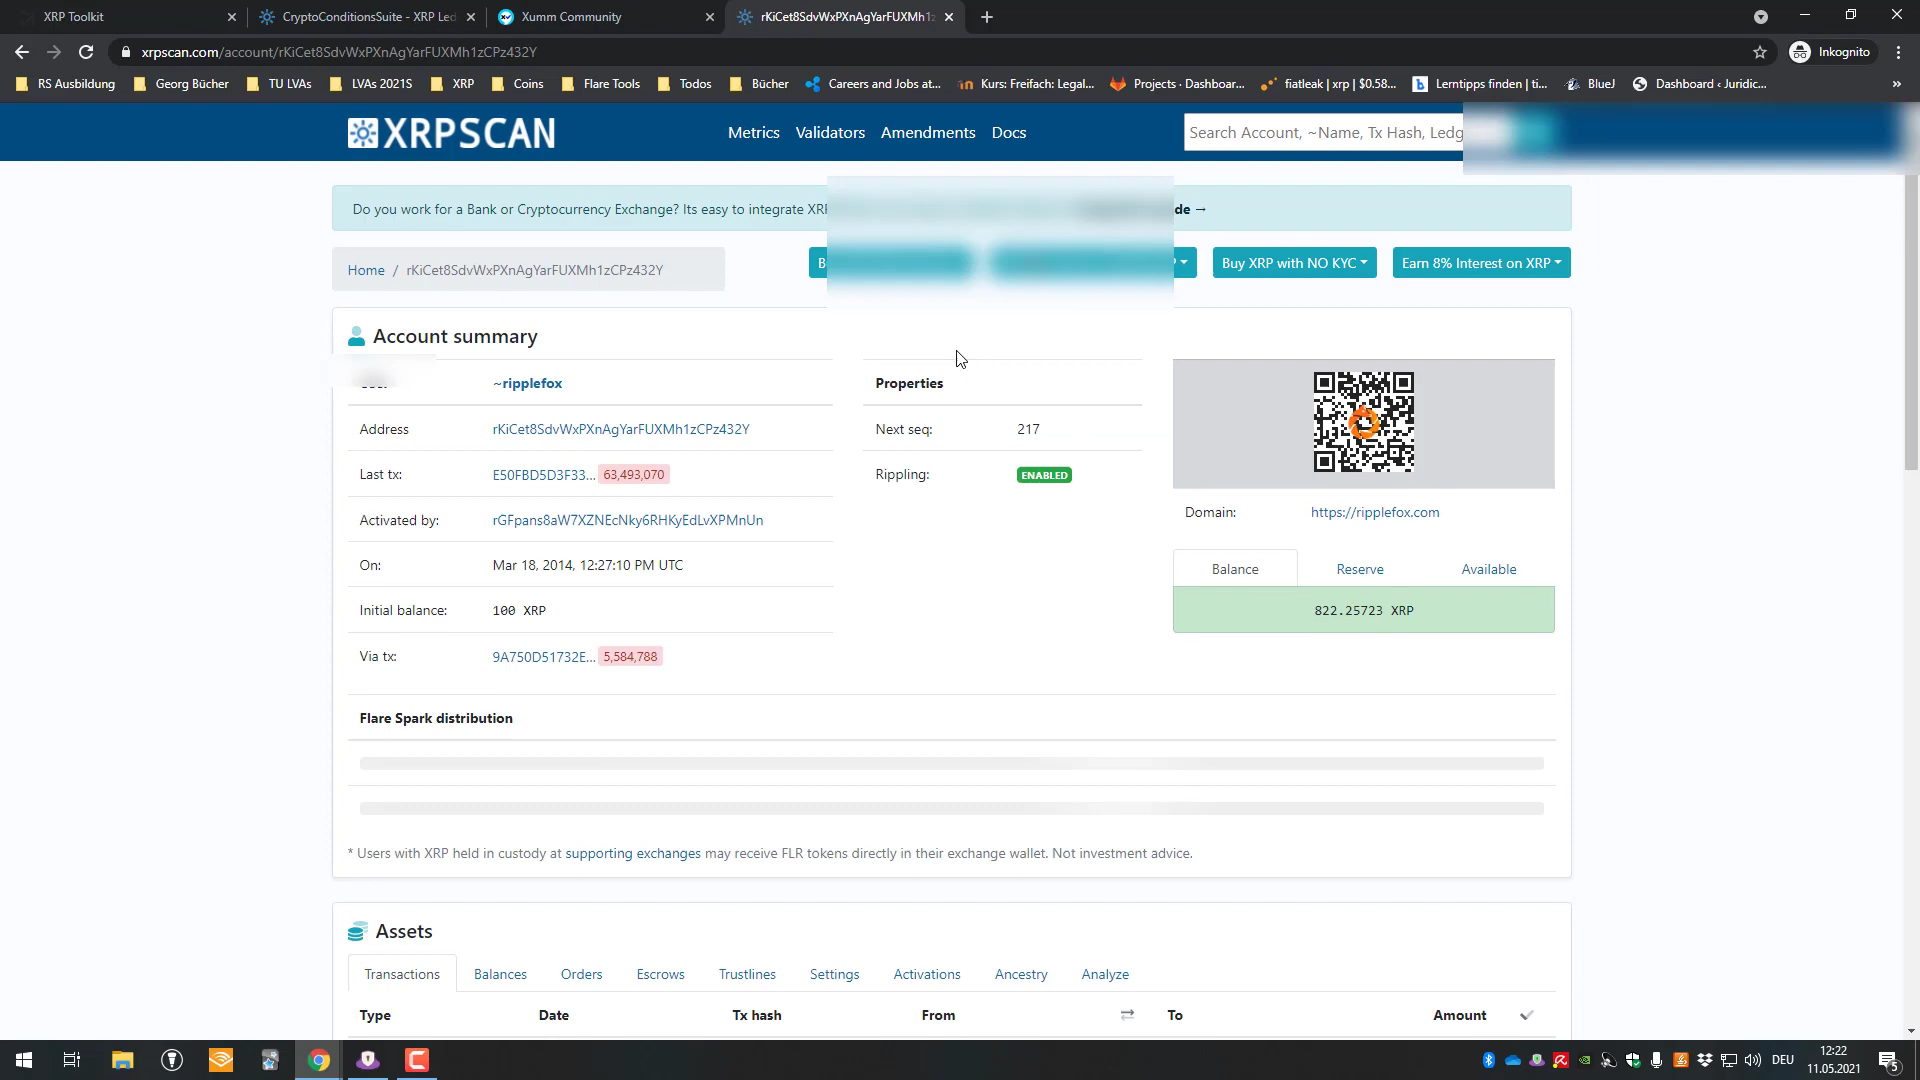 XRP Toolkit
CryptoConditionsSuite - XRP Led
Xumm Community
rKiCet8SdvWxPXnAgYarFUXMh1z
xrpscan.com/account/rKiCet8SdvWxPXnAgYarFUXMh1zCPz432Y
Inkognito
RS Ausbildung
Georg Bücher
TU LVAs
LVAs 2021S
XRP
Coins
Flare Tools
Todos
Bücher
Careers and Jobs at...
Kurs: Freifach: Legal...
Projects · Dashboar...
fiatleak | xrp | $0.58...
Lerntipps finden | ti...
BlueJ
Dashboard ‹ Juridic...
»
XRPSCAN
Metrics
Validators
Amendments
Docs
Search Account, ~Name, Tx Hash, Ledg
Do you work for a Bank or Cryptocurrency Exchange? Its easy to integrate XRP
de →
Home / rKiCet8SdvWxPXnAgYarFUXMh1zCPz432Y
B
Buy XRP with NO KYC
Earn 8% Interest on XRP
Account summary
~ripplefox
Properties
Address rKiCet8SdvWxPXnAgYarFUXMh1zCPz432Y
Next seq: 217
Last tx: E50FBD5D3F33... 63,493,070
Rippling: ENABLED
Domain: https://ripplefox.com
Activated by: rGFpans8aW7XZNEcNky6RHKyEdLvXPMnUn
On: Mar 18, 2014, 12:27:10 PM UTC
Balance
Reserve
Available
Initial balance: 100 XRP
822.25723 XRP
Via tx: 9A750D51732E... 5,584,788
Flare Spark distribution
* Users with XRP held in custody at supporting exchanges may receive FLR tokens directly in their exchange wallet. Not investment advice.
Assets
Transactions
Balances
Orders
Escrows
Trustlines
Settings
Activations
Ancestry
Analyze
Type
Date
Tx hash
From
To
Amount
DEU
12:22
11.05.2021
5